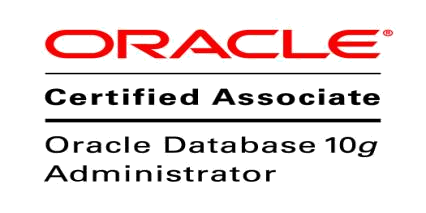 ORACLE®
Certified Associate
Oracle Database 10g
Administrator